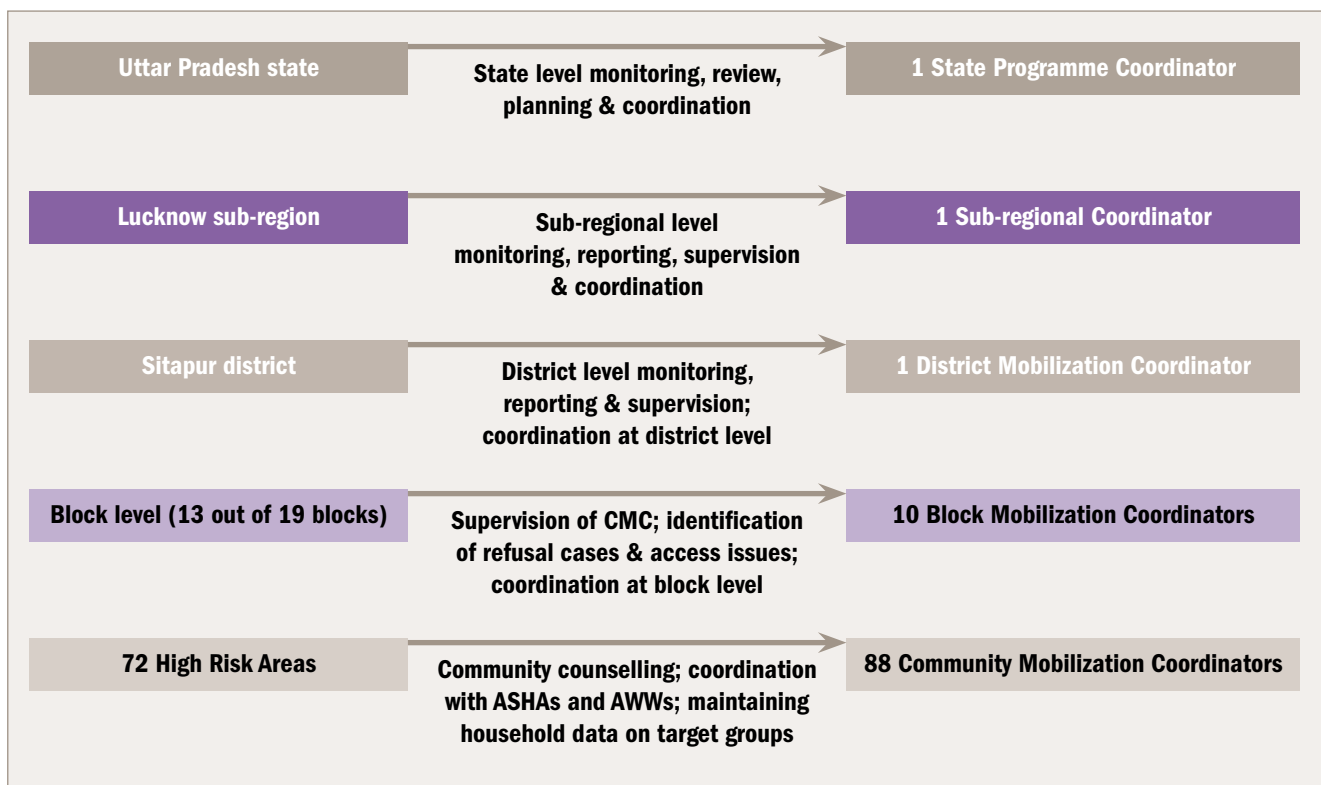 Uttar Pradesh state
State level monitoring, review,
planning & coordination
1 State Programme Coordinator
Lucknow sub-region
Sub-regional level
monitoring, reporting, supervision
& coordination
1 Sub-regional Coordinator
Sitapur district
District level monitoring,
reporting & supervision;
coordination at district level
1 District Mobilization Coordinator
Block level (13 out of 19 blocks)
Supervision of CMC; identification
of refusal cases & access issues;
coordination at block level
10 Block Mobilization Coordinators
72 High Risk Areas
Community counselling; coordination
with ASHAs and AWWs; maintaining
household data on target groups
88 Community Mobilization Coordinators